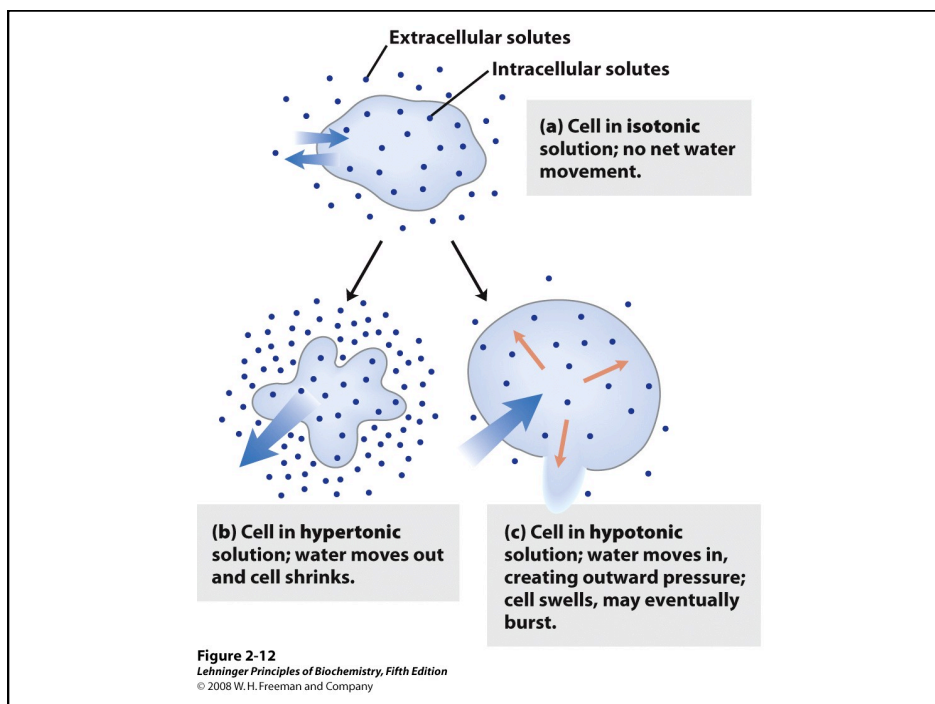 Extracellular solutes
Intracellular solutes
(a) Cell in isotonic
solution; no net water
movement.
(b) Cell in hypertonic
solution; water moves out
and cell shrinks.
(c) Cell in hypotonic
solution; water moves in,
creating outward pressure;
cell swells, may eventually
burst.
Figure 2-12
Lehninger Principles of Biochemistry, Fifth Edition
© 2008 W. H. Freeman and Company